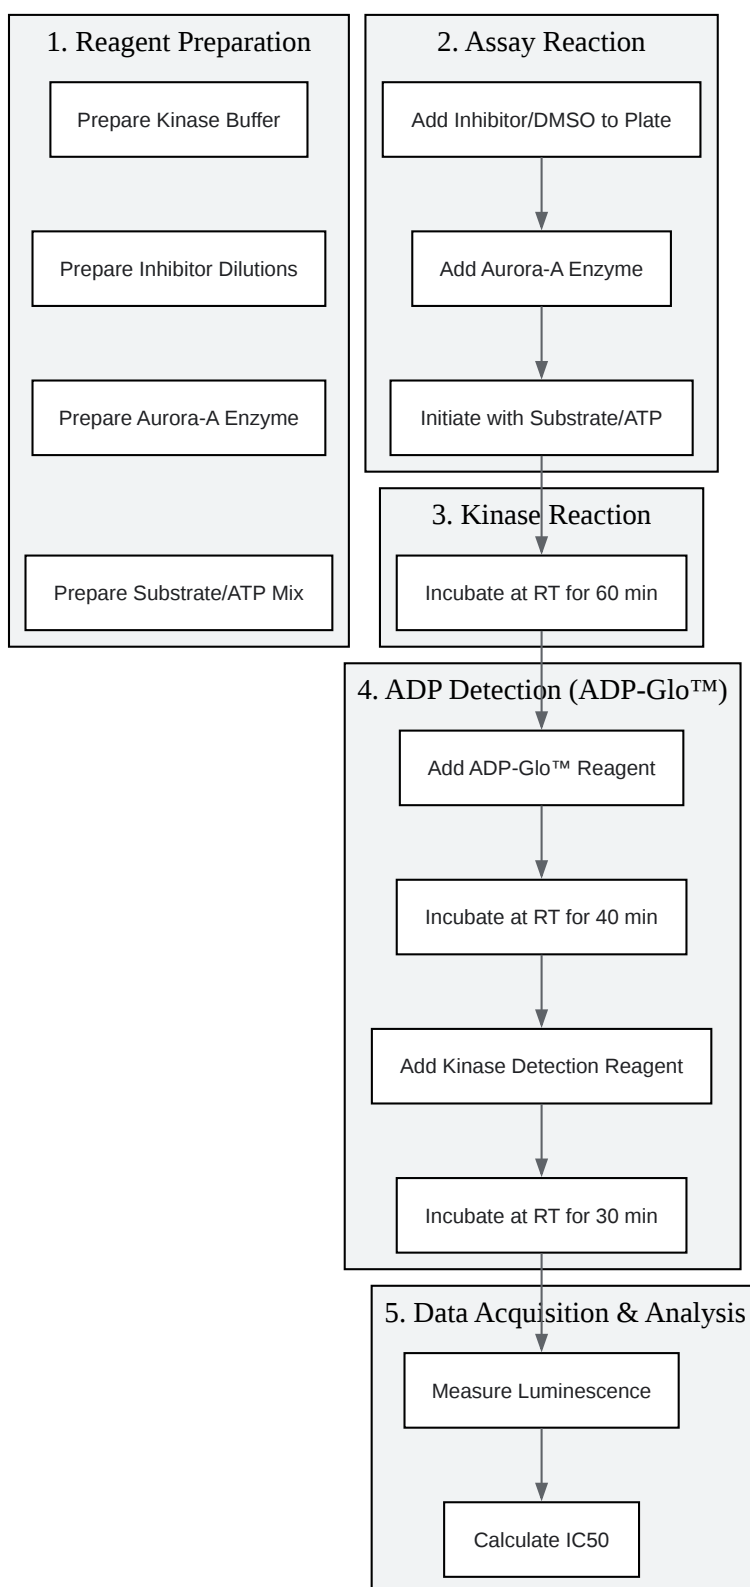 1. Reagent Preparation
Prepare Kinase Buffer
Prepare Inhibitor Dilutions
Prepare Aurora-A Enzyme
Prepare Substrate/ATP Mix
2. Assay Reaction
Add Inhibitor/DMSO to Plate
Add Aurora-A Enzyme
Initiate with Substrate/ATP
3. Kinase Reaction
Incubate at RT for 60 min
4. ADP Detection (ADP-Glo™)
Add ADP-Glo™ Reagent
Incubate at RT for 40 min
Add Kinase Detection Reagent
Incubate at RT for 30 min
5. Data Acquisition & Analysis
Measure Luminescence
Calculate IC50